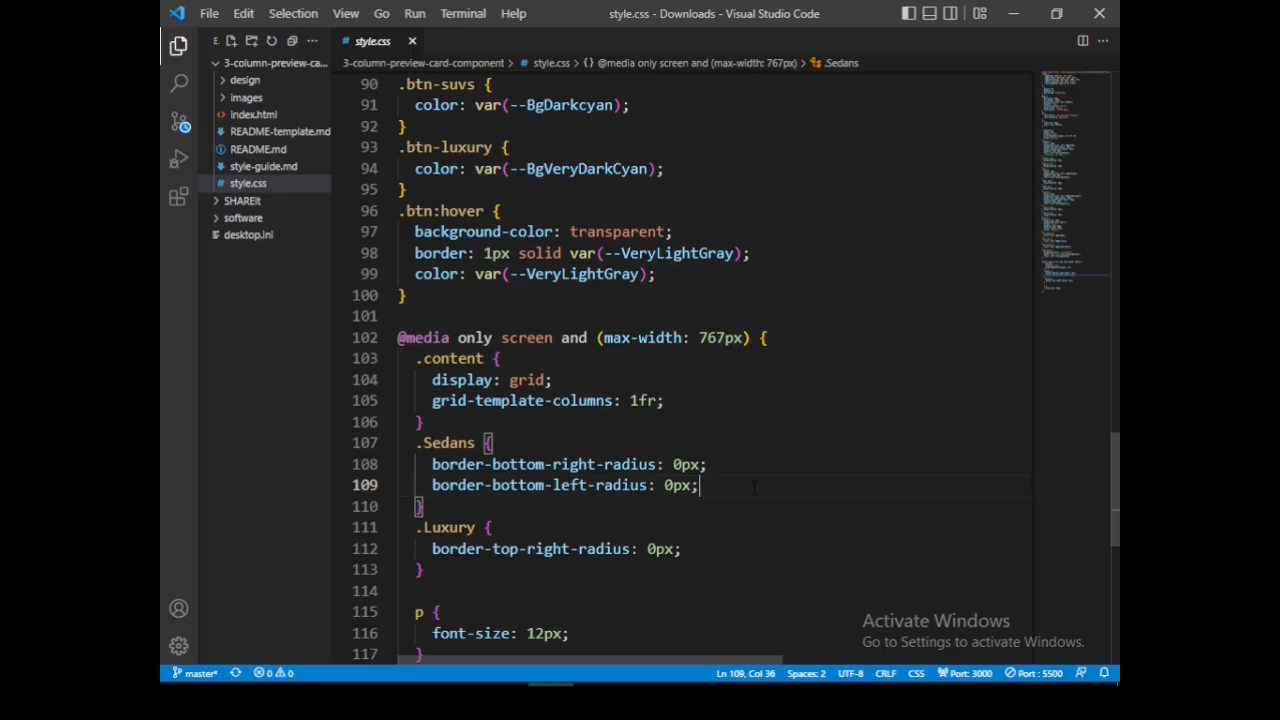 File Edit Selection View Go Run Terminal Help
style.css - Downloads - Visual Studio Code
style.css
3-column-preview-ca...
design
images
index.html
README-template.md
README.md
style-guide.md
style.css
SHAREit
software
desktop.ini
3-column-preview-card-component > style.css > {} @media only screen and (max-width: 767px) > .Sedans
90 .btn-suvs {
91 color: var(--BgDarkcyan);
92 }
93 .btn-luxury {
94 color: var(--BgVeryDarkCyan);
95 }
96 .btn:hover {
97 background-color: transparent;
98 border: 1px solid var(--VeryLightGray);
99 color: var(--VeryLightGray);
100 }
101
102 @media only screen and (max-width: 767px) {
103 .content {
104 display: grid;
105 grid-template-columns: 1fr;
106 }
107 .Sedans {
108 border-bottom-right-radius: 0px;
109 border-bottom-left-radius: 0px;
110 }
111 .Luxury {
112 border-top-right-radius: 0px;
113 }
114
115 p {
116 font-size: 12px;
117 }
Activate Windows
Go to Settings to activate Windows.
master* 0 0 Ln 109, Col 36 Spaces: 2 UTF-8 CRLF CSS Port: 3000 Port : 5500